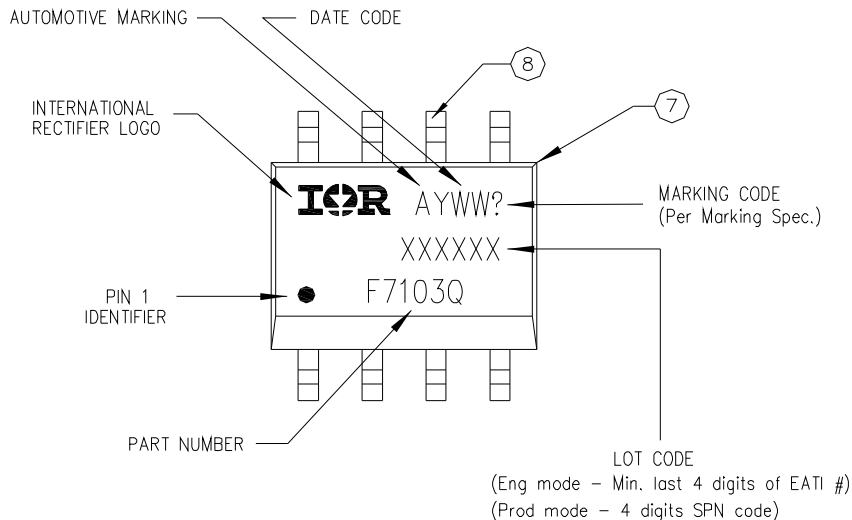 AUTOMOTIVE MARKING
DATE CODE
8
7
INTERNATIONAL
RECTIFIER LOGO
IOR
AYWW?
MARKING CODE
(Per Marking Spec.)
XXXXXX
PIN 1
IDENTIFIER
F7103Q
PART NUMBER
LOT CODE
(Eng mode – Min. last 4 digits of EATI #)
(Prod mode – 4 digits SPN code)